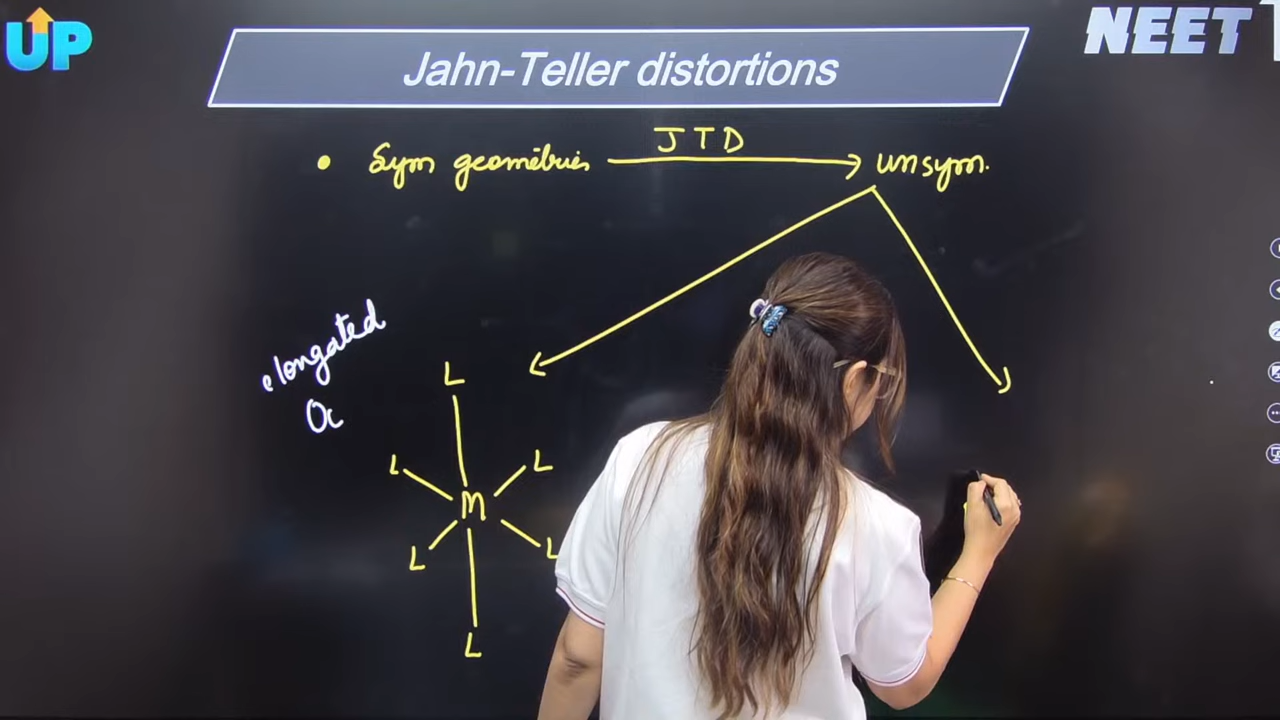 UP
NEET
Jahn-Teller distortions
JTD
• Sym geometries → unsym.
elongated
Oc
L
L
L
M
L
L
L